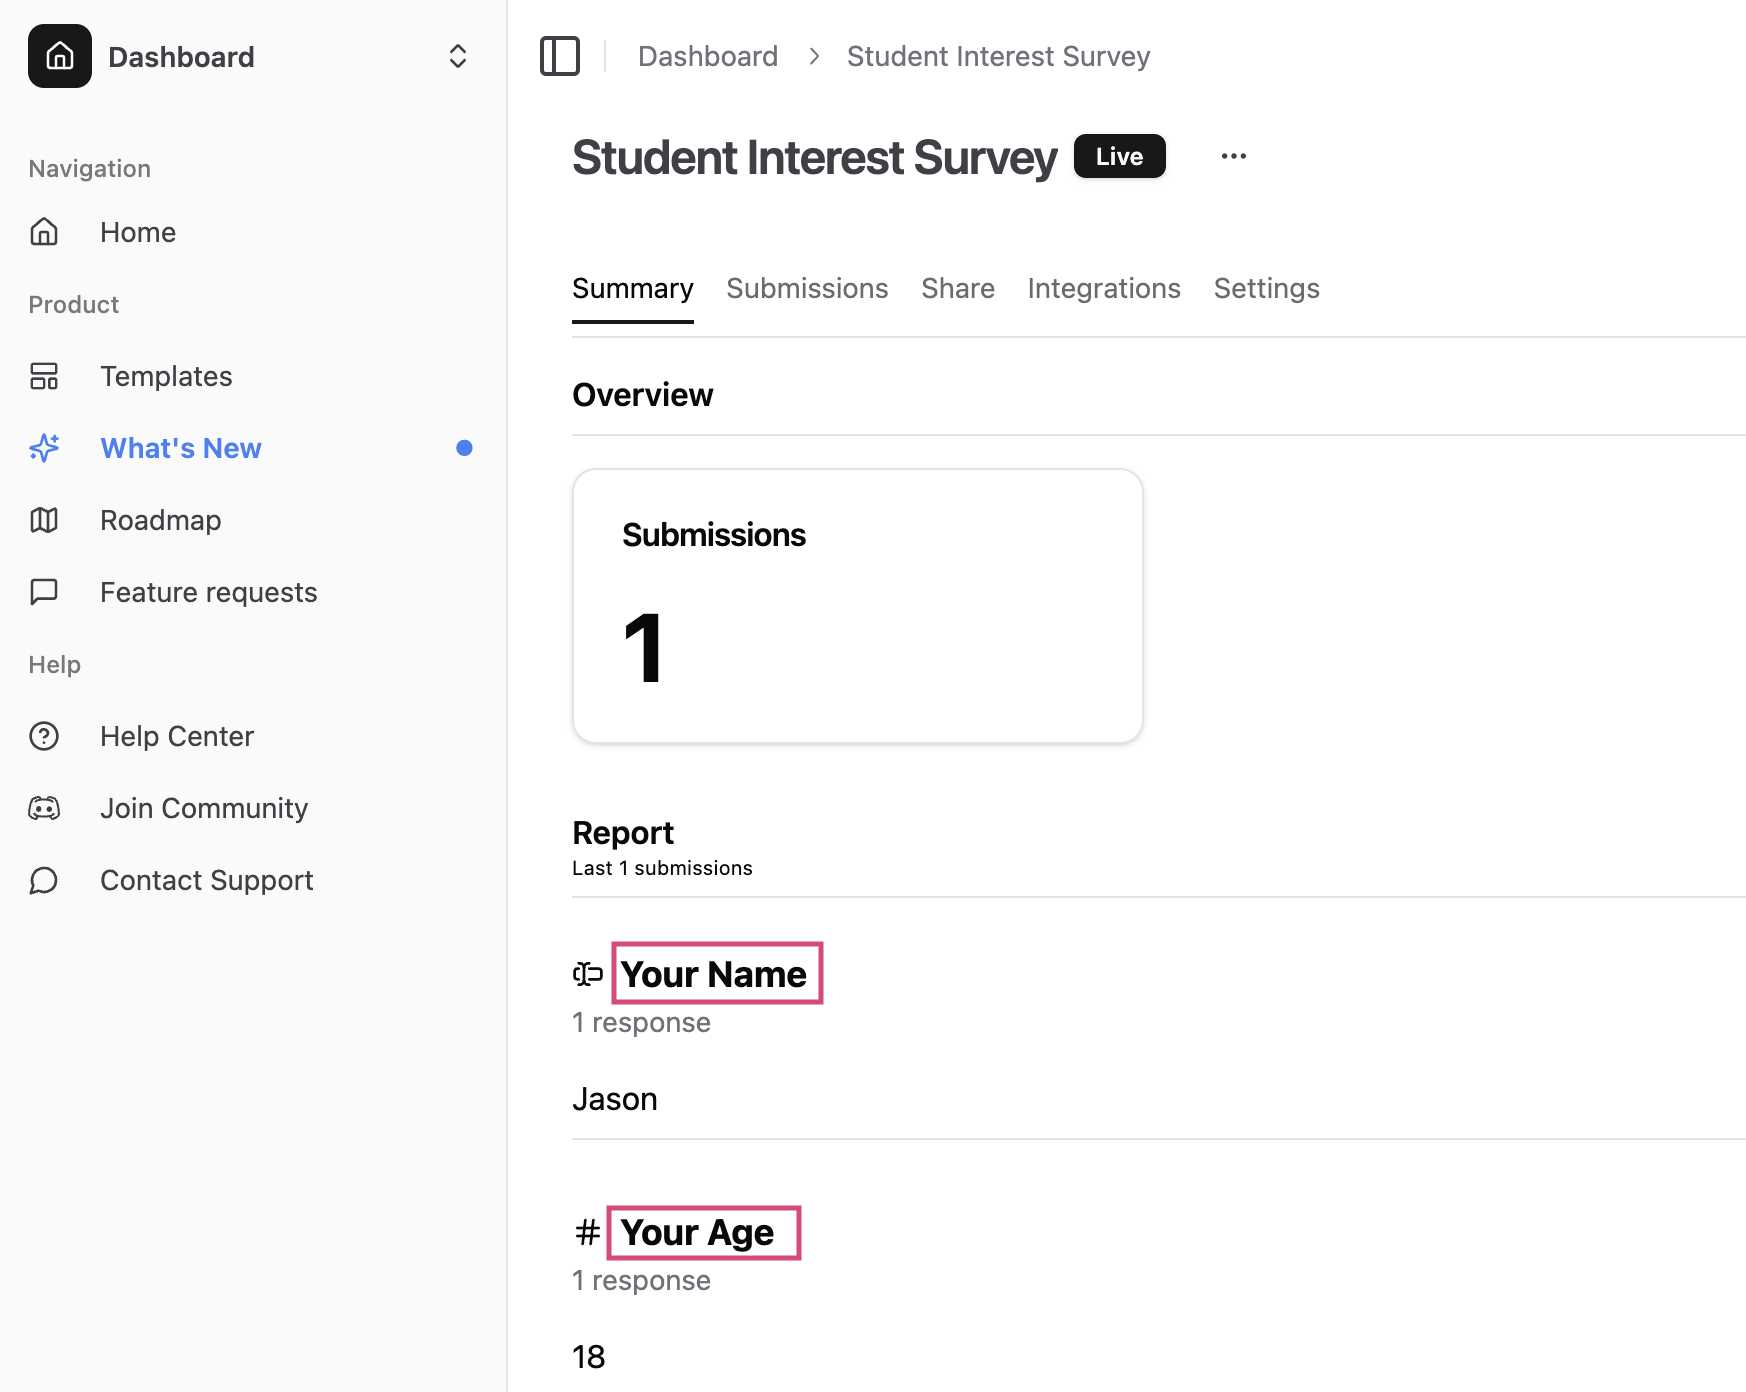 Dashboard
Navigation
Home
Product
Templates
What's New
Roadmap
Feature requests
Help
Help Center
Join Community
Contact Support
Dashboard > Student Interest Survey
Student Interest Survey Live ...
Summary Submissions Share Integrations Settings
Overview
Submissions
1
Report
Last 1 submissions
Your Name
1 response
Jason
# Your Age
1 response
18